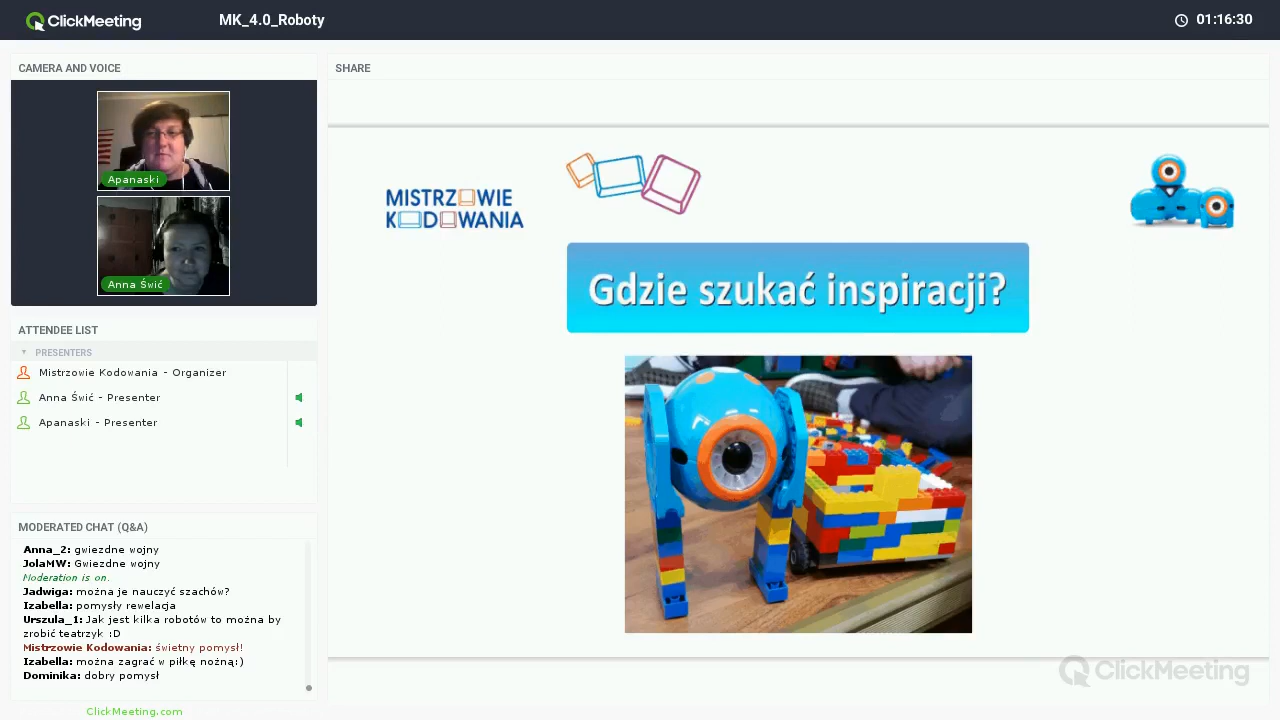 ClickMeeting
MK_4.0_Roboty
01:16:30
CAMERA AND VOICE
Apanaski
Anna Świć
ATTENDEE LIST
PRESENTERS
Mistrzowie Kodowania - Organizer
Anna Świć - Presenter
Apanaski - Presenter
MODERATED CHAT (Q&A)
Anna_2: gwiezdne wojny
JolaMW: Gwiezdne wojny
Moderation is on.
Jadwiga: można je nauczyć szachów?
Izabella: pomysły rewelacja
Urszula_1: Jak jest kilka robotów to można by
zrobić teatrzyk :D
Mistrzowie Kodowania: świetny pomysł!
Izabella: można zagrać w piłkę nożną:)
Dominika: dobry pomysł
ClickMeeting.com
SHARE
MISTRZOWIE
KODOWANIA
Gdzie szukać inspiracji?
ClickMeeting